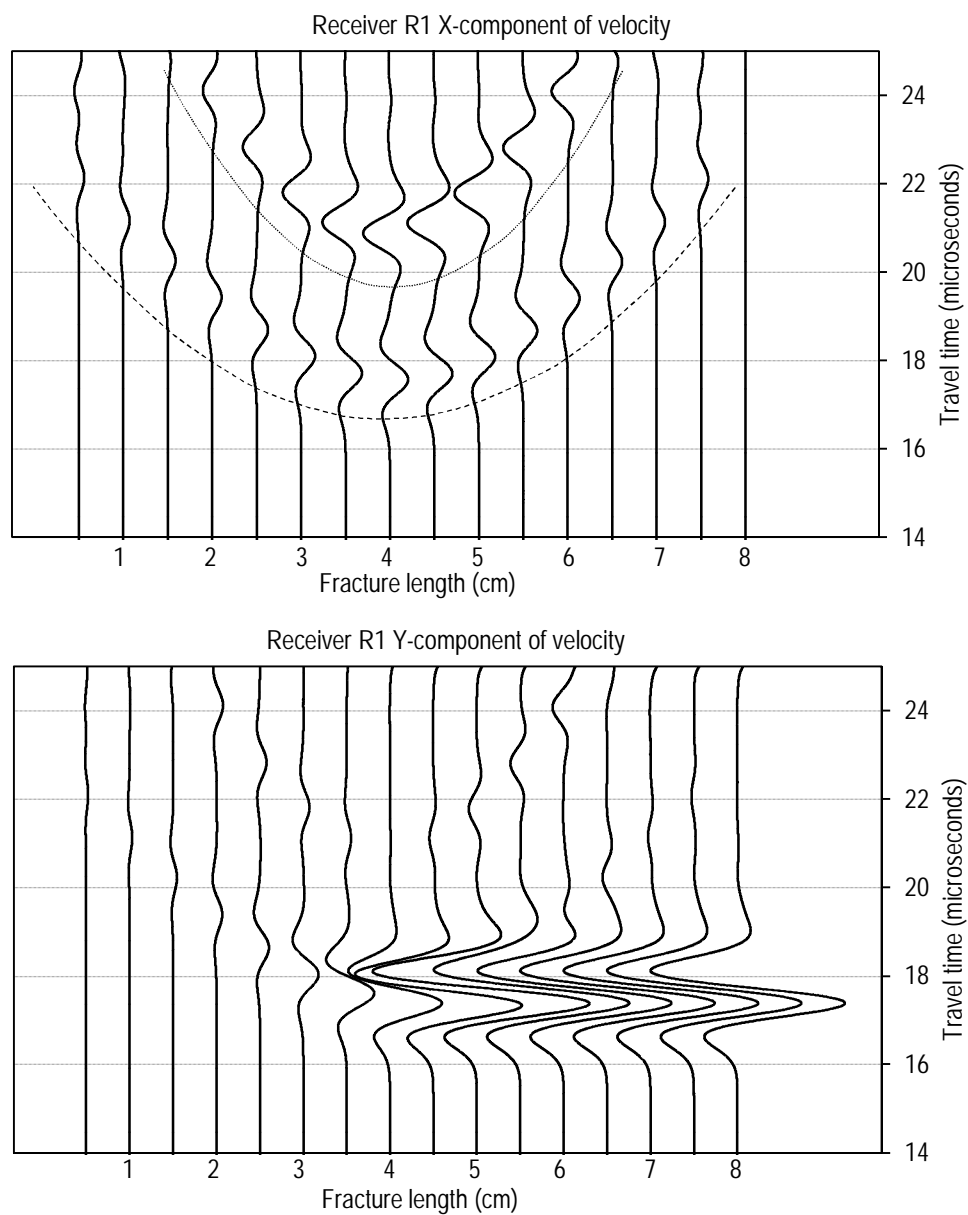 Receiver R1 X-component of velocity
24
22
20
18
16
14
Travel time (microseconds)
1 2 3 4 5 6 7 8
Fracture length (cm)
Receiver R1 Y-component of velocity
24
22
20
18
16
14
Travel time (microseconds)
1 2 3 4 5 6 7 8
Fracture length (cm)